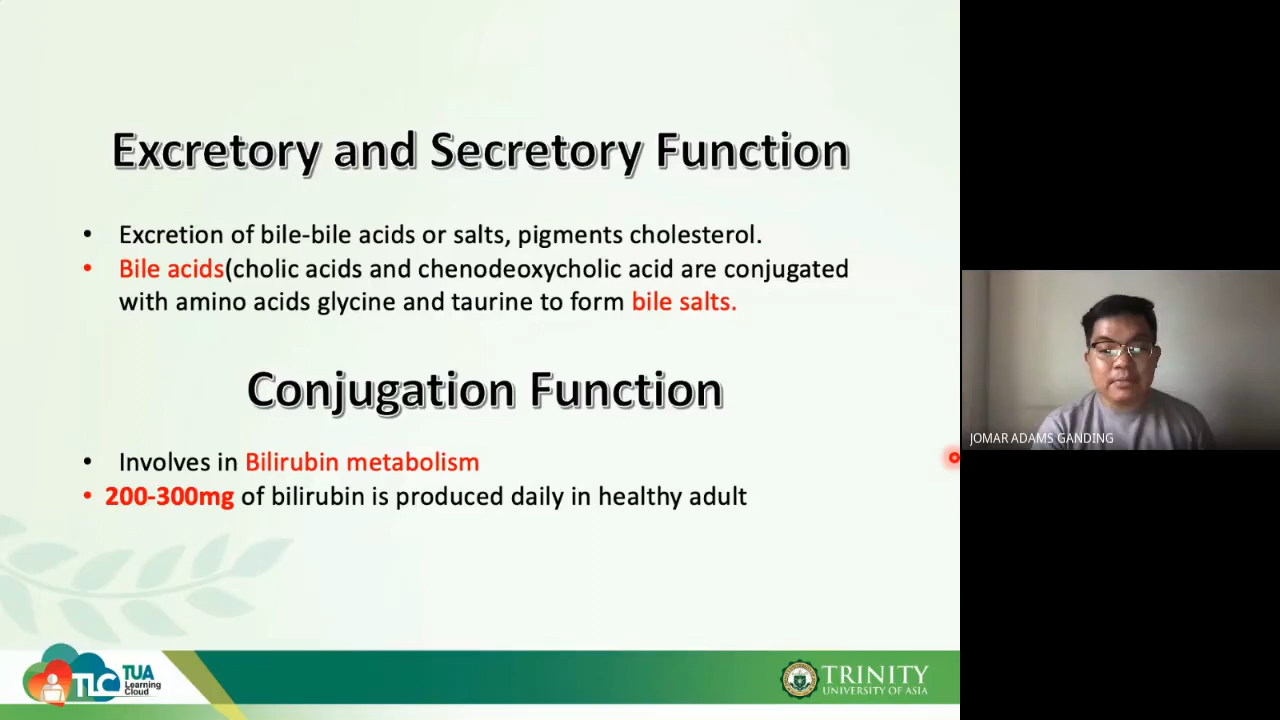 Excretory and Secretory Function
• Excretion of bile-bile acids or salts, pigments cholesterol.
• Bile acids(cholic acids and chenodeoxycholic acid are conjugated
with amino acids glycine and taurine to form bile salts.
Conjugation Function
• Involves in Bilirubin metabolism
• 200-300mg of bilirubin is produced daily in healthy adult
JOMAR ADAMS GANDING
TLC
TUA
Learning
Cloud
TRINITY
UNIVERSITY OF ASIA